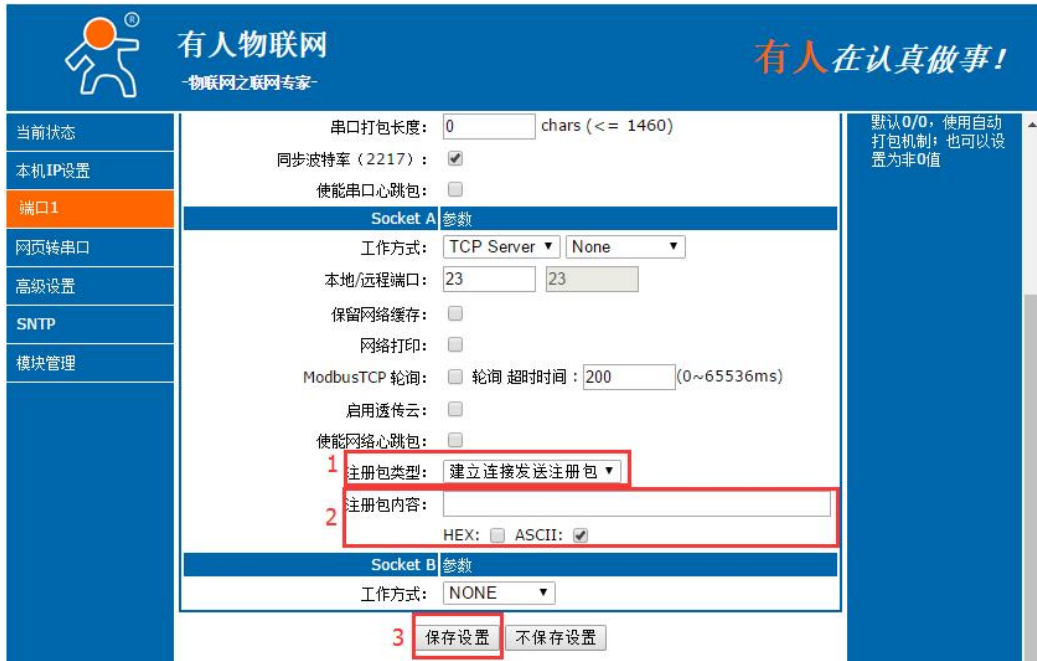 ®
有人物联网
-物联网之联网专家-
有人在认真做事!
当前状态
本机IP设置
端口1
网页转串口
高级设置
SNTP
模块管理
串口打包长度: 0 chars (<= 1460)
同步波特率(2217):
使能串口心跳包:
Socket A 参数
工作方式: TCP Server None
本地/远程端口: 23 23
保留网络缓存:
网络打印:
ModbusTCP 轮询: 轮询 超时时间: 200 (0~65536ms)
启用透传云:
使能网络心跳包:
1 注册包类型: 建立连接发送注册包
2 注册包内容:
HEX: ASCII:
Socket B 参数
工作方式: NONE
3 保存设置 不保存设置
默认0/0,使用自动
打包机制;也可以设
置为非0值